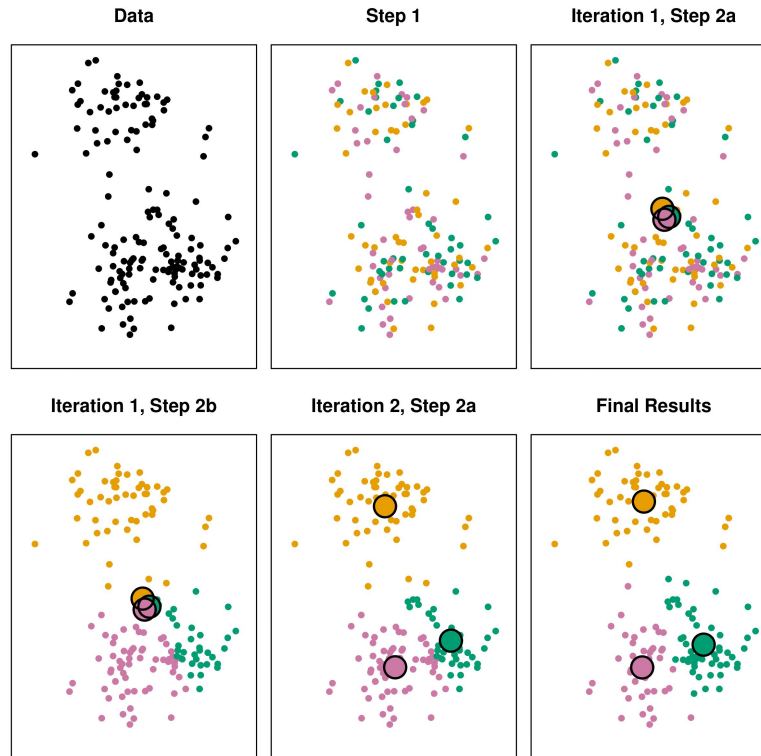 Data
Step 1
Iteration 1, Step 2a
Iteration 1, Step 2b
Iteration 2, Step 2a
Final Results